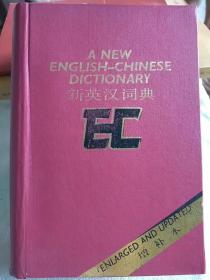 A NEW
ENGLISH-CHINESE
DICTIONARY
新英汉词典
EC
ENLARGED AND UPDATED
增补本